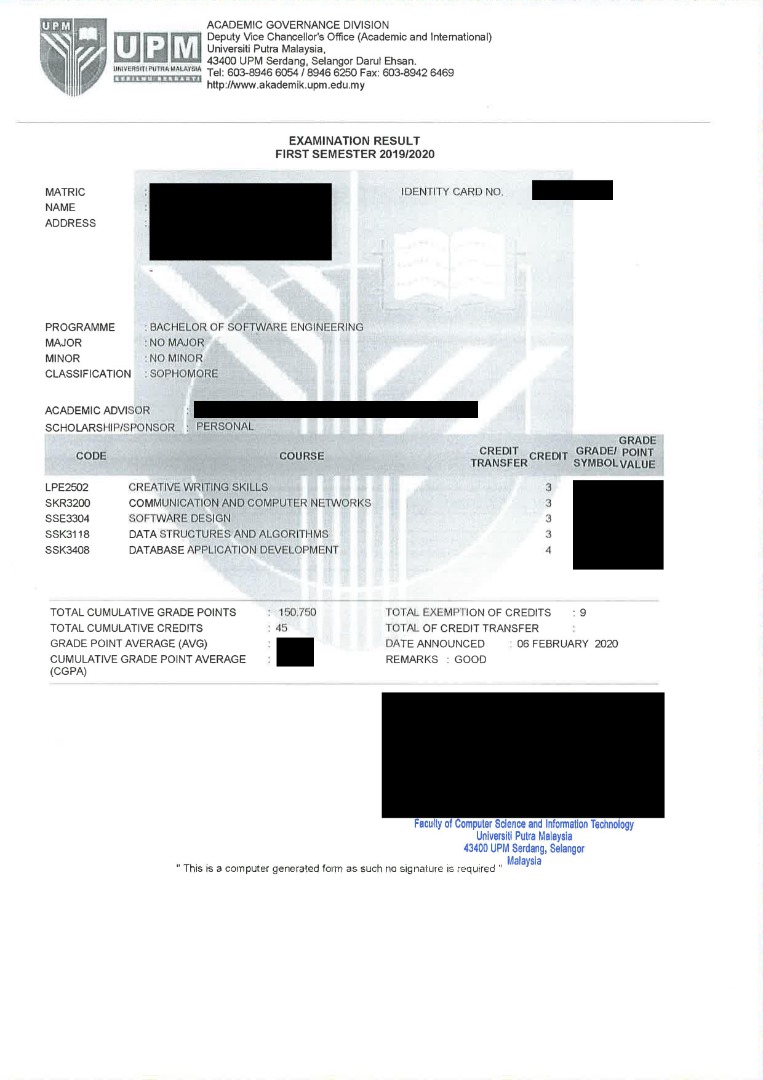 UPM
UPM
UNIVERSITI PUTRA MALAYSIA
BERILMU BERBAKTI
ACADEMIC GOVERNANCE DIVISION
Deputy Vice Chancellor's Office (Academic and International)
Universiti Putra Malaysia,
43400 UPM Serdang, Selangor Darul Ehsan.
Tel: 603-8946 6054 / 8946 6250 Fax: 603-8942 6469
http://www.akademik.upm.edu.my
EXAMINATION RESULT
FIRST SEMESTER 2019/2020
MATRIC : IDENTITY CARD NO.
NAME :
ADDRESS :
PROGRAMME : BACHELOR OF SOFTWARE ENGINEERING
MAJOR : NO MAJOR
MINOR : NO MINOR
CLASSIFICATION : SOPHOMORE
ACADEMIC ADVISOR :
SCHOLARSHIP/SPONSOR : PERSONAL
CODE COURSE CREDIT TRANSFER CREDIT GRADE/ SYMBOL GRADE POINT VALUE
LPE2502 CREATIVE WRITING SKILLS 3
SKR3200 COMMUNICATION AND COMPUTER NETWORKS 3
SSE3304 SOFTWARE DESIGN 3
SSK3118 DATA STRUCTURES AND ALGORITHMS 3
SSK3408 DATABASE APPLICATION DEVELOPMENT 4
TOTAL CUMULATIVE GRADE POINTS : 150.750 TOTAL EXEMPTION OF CREDITS : 9
TOTAL CUMULATIVE CREDITS : 45 TOTAL OF CREDIT TRANSFER :
GRADE POINT AVERAGE (AVG) : DATE ANNOUNCED : 06 FEBRUARY 2020
CUMULATIVE GRADE POINT AVERAGE : REMARKS : GOOD
(CGPA)
Faculty of Computer Science and Information Technology
Universiti Putra Malaysia
43400 UPM Serdang, Selangor
Malaysia
" This is a computer generated form as such no signature is required "